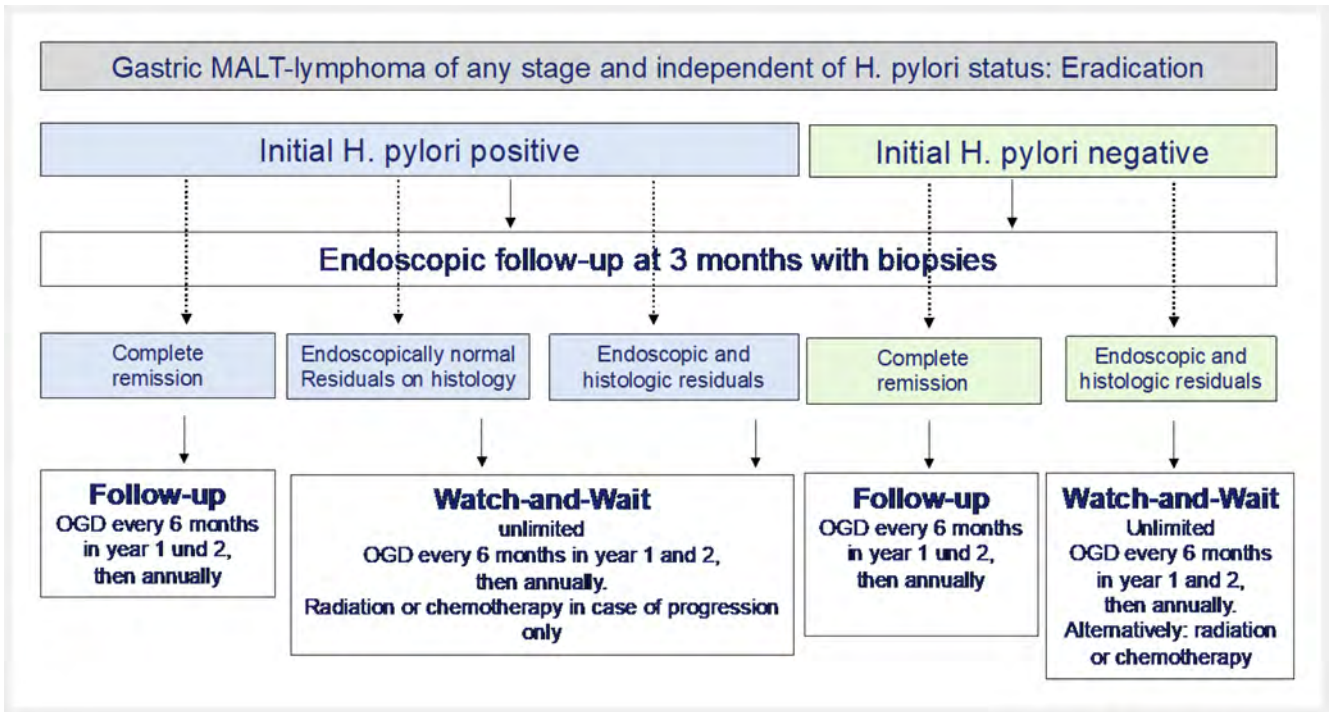 Gastric MALT-lymphoma of any stage and independent of H. pylori status: Eradication
Initial H. pylori positive
Initial H. pylori negative
Endoscopic follow-up at 3 months with biopsies
Complete
remission
Endoscopically normal
Residuals on histology
Endoscopic and
histologic residuals
Complete
remission
Endoscopic and
histologic residuals
Follow-up
OGD every 6 months
in year 1 und 2,
then annually
Watch-and-Wait
unlimited
OGD every 6 months in year 1 and 2,
then annually.
Radiation or chemotherapy in case of progression
only
Follow-up
OGD every 6 months
in year 1 und 2,
then annually
Watch-and-Wait
Unlimited
OGD every 6 months
in year 1 and 2,
then annually.
Alternatively: radiation
or chemotherapy